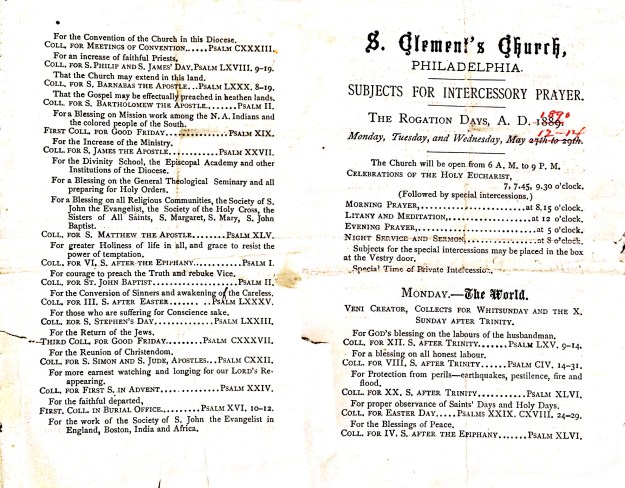 For the Convention of the Church in this Diocese.
COLL. FOR MEETINGS OF CONVENTION......PSALM CXXXIII.
For an increase of faithful Priests.
COLL. FOR S. PHILIP AND S. JAMES' DAY, PSALM LXVIII. 9-19.
That the Church may extend in this land.
COLL. FOR S. BARNABAS THE APOSTLE...PSALM LXXX. 8-19.
That the Gospel may be effectually preached in heathen lands.
COLL. FOR S. BARTHOLOMEW THE APOSTLE.......PSALM II.
For a Blessing on Mission work among the N. A. Indians and
the colored people of the South.
FIRST COLL. FOR GOOD FRIDAY..............PSALM XIX.
For the Increase of the Ministry.
COLL. FOR S. JAMES THE APOSTLE.......PSALM XXVII.
For the Divinity School, the Episcopal Academy and other
Institutions of the Diocese.
For a Blessing on the General Theological Seminary and all
preparing for Holy Orders.
For a Blessing on all Religious Communities, the Society of S.
John the Evangelist, the Society of the Holy Cross, the
Sisters of All Saints, S. Margaret, S. Mary, S. John
Baptist.
COLL. FOR S. MATTHEW THE APOSTLE......PSALM XLV.
For greater Holiness of life in all, and grace to resist the
power of temptation.
COLL. FOR VI. S. AFTER THE EPIPHANY.......PSALM I.
For courage to preach the Truth and rebuke Vice.
COLL. FOR ST. JOHN BAPTIST................PSALM II.
For the Conversion of Sinners and awakening of the Careless.
COLL. FOR III. S. AFTER EASTER......PSALM LXXXV.
For those who are suffering for Conscience sake.
COLL. FOR S. STEPHEN'S DAY..........PSALM LXXIII.
For the Return of the Jews.
THIRD COLL. FOR GOOD FRIDAY.......PSALM CXXXVII.
For the Reunion of Christendom.
COLL. FOR S. SIMON AND S. JUDE, APOSTLES...PSALM CXXII.
For more earnest watching and longing for our LORD'S Re-
appearing.
COLL. FOR FIRST S. IN ADVENT..........PSALM XXIV.
For the faithful departed,
FIRST. COLL. IN BURIAL OFFICE.........PSALM XVI. 10-12.
For the work of the Society of S. John the Evangelist in
England, Boston, India and Africa.
S. Clement's Church,
PHILADELPHIA.
SUBJECTS FOR INTERCESSORY PRAYER.
1890
THE ROGATION DAYS, A. D. 1889.
12-14
Monday, Tuesday, and Wednesday, May 27th to 29th.
The Church will be open from 6 A. M. to 9 P. M.
CELEBRATIONS OF THE HOLY EUCHARIST,
7, 7.45, 9.30 o'clock.
(Followed by special intercessions.)
MORNING PRAYER,........................at 8.15 o'clock.
LITANY AND MEDITATION,................at 12 o'clock.
EVENING PRAYER,..........................at 5 o'clock.
NIGHT SERVICE AND SERMON,.............at 8 o'clock.
Subjects for the special intercessions may be placed in the box
at the Vestry door.
Special Time of Private Intercession.
MONDAY.—The World.
VENI CREATOR, COLLECTS FOR WHITSUNDAY AND THE X.
SUNDAY AFTER TRINITY.
For GOD'S blessing on the labours of the husbandman.
COLL. FOR XII. S. AFTER TRINITY......PSALM LXV. 9-14.
For a blessing on all honest labour.
COLL. FOR VIII. S. AFTER TRINITY......PSALM CIV. 14-31.
For Protection from perils—earthquakes, pestilence, fire and
flood.
COLL. FOR XX. S. AFTER TRINITY..........PSALM XLVI.
For proper observance of Saints' Days and Holy Days.
COLL. FOR EASTER DAY.....PSALMS XXIX. CXVIII. 24-29.
For the Blessings of Peace.
COLL. FOR IV. S. AFTER THE EPIPHANY.......PSALM XLVI.